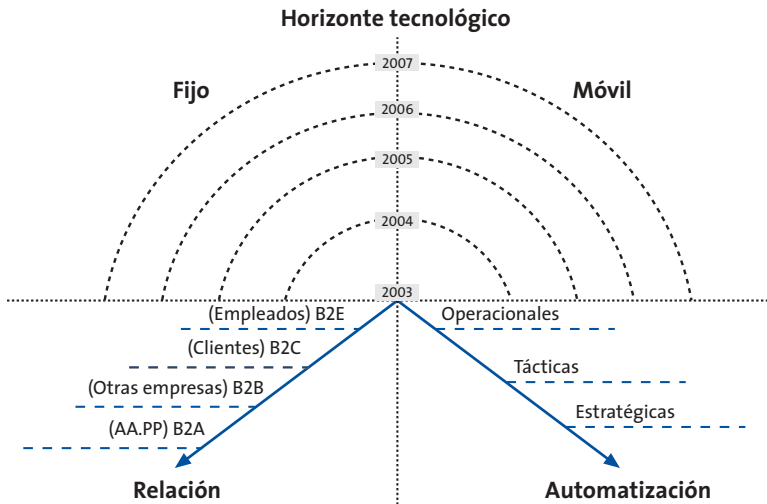 Horizonte tecnológico
2007
Fijo
Móvil
2006
2005
2004
2003
(Empleados) B2E
Operacionales
(Clientes) B2C
Tácticas
(Otras empresas) B2B
Estratégicas
(AA.PP) B2A
Relación
Automatización